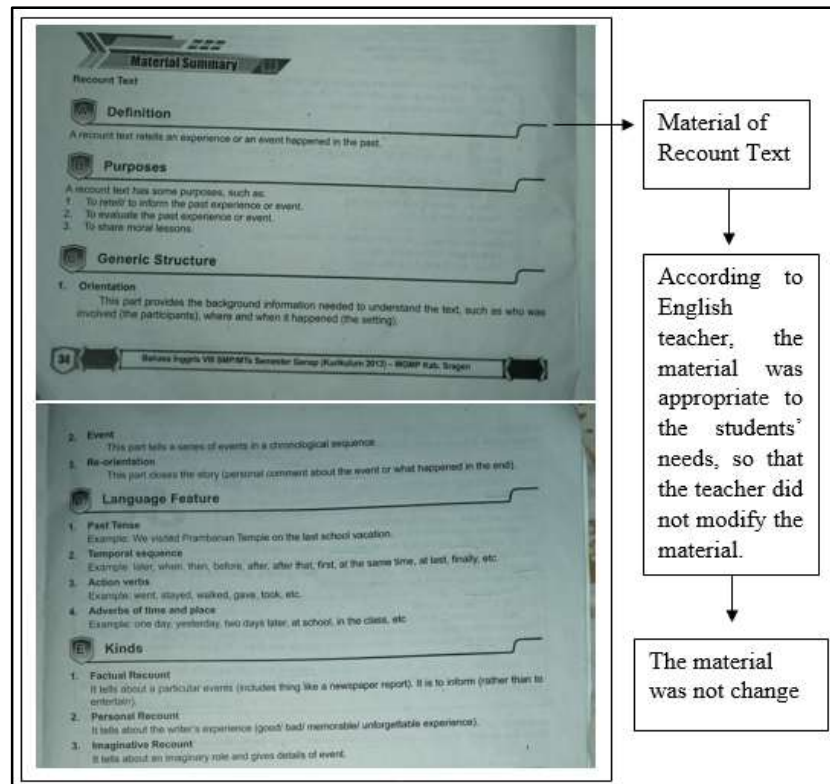 Material Summary
Recount Text
A Definition
A recount text retells an experience or an event happened in the past.
Purposes
A recount text has some purposes, such as:
1. To retell/ to inform the past experience or event.
2. To evaluate the past experience or event.
3. To share moral lessons.
Generic Structure
1. Orientation
This part provides the background information needed to understand the text, such as who was
involved (the participants), where and when it happened (the setting).
34 Bahasa Inggris VIII SMP/MTs Semester Genap (Kurikulum 2013) – MGMP Kab. Sragen
2. Event
This part tells a series of events in a chronological sequence.
3. Re-orientation
This part closes the story (personal comment about the event or what happened in the end).
Language Feature
1. Past Tense
Example: We visited Prambanan Temple on the last school vacation.
2. Temporal sequence
Example: later, when, then, before, after, after that, first, at the same time, at last, finally, etc.
3. Action verbs
Example: went, stayed, walked, gave, took, etc.
4. Adverbs of time and place
Example: one day, yesterday, two days later, at school, in the class, etc
E Kinds
1. Factual Recount
It tells about a particular events (includes thing like a newspaper report). It is to inform (rather than to
entertain).
2. Personal Recount
It tells about the writer's experience (good/ bad/ memorable/ unforgettable experience).
3. Imaginative Recount
It tells about an imaginary role and gives details of event.
Material of
Recount Text
According to
English
teacher, the
material was
appropriate to
the students'
needs, so that
the teacher did
not modify the
material.
The material
was not change